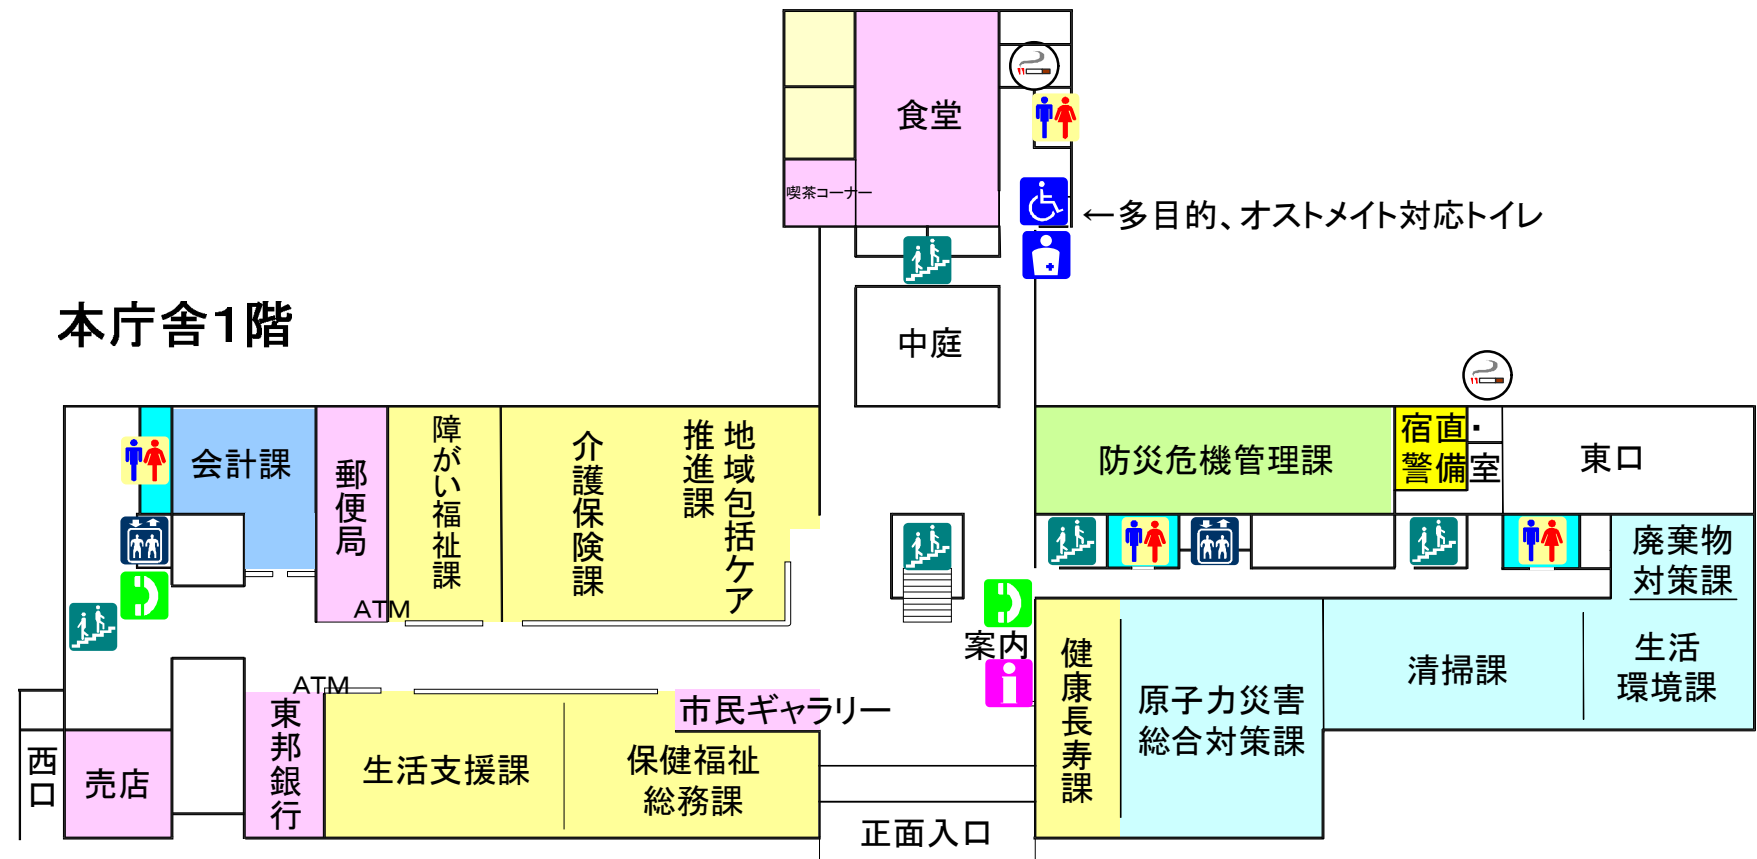 食堂
喫茶コーナー
←多目的、オストメイト対応トイレ
本庁舎1階
中庭
会計課
郵便局
障がい福祉課
介護保険課
地域包括ケア
推進課
防災危機管理課
宿直・
警備室
東口
廃棄物
対策課
ATM
案内
健康長寿課
原子力災害
総合対策課
清掃課
生活
環境課
ATM
市民ギャラリー
東邦銀行
生活支援課
保健福祉
総務課
西口
売店
正面入口